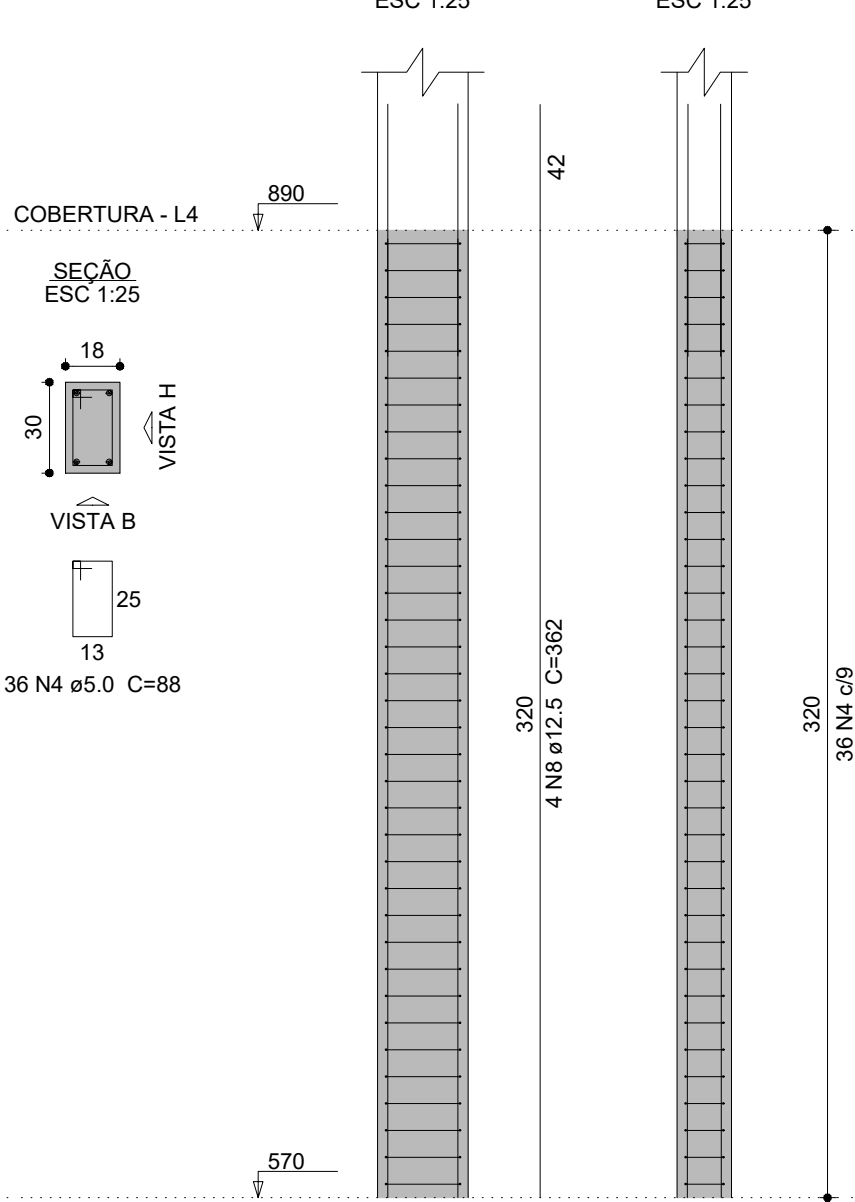 ESC 1:25
ESC 1:25
42
890
COBERTURA - L4
SEÇÃO
ESC 1:25
18
30
VISTA H
VISTA B
25
13
36 N4 ø5.0 C=88
320
4 N8 ø12.5 C=362
320
36 N4 c/9
570